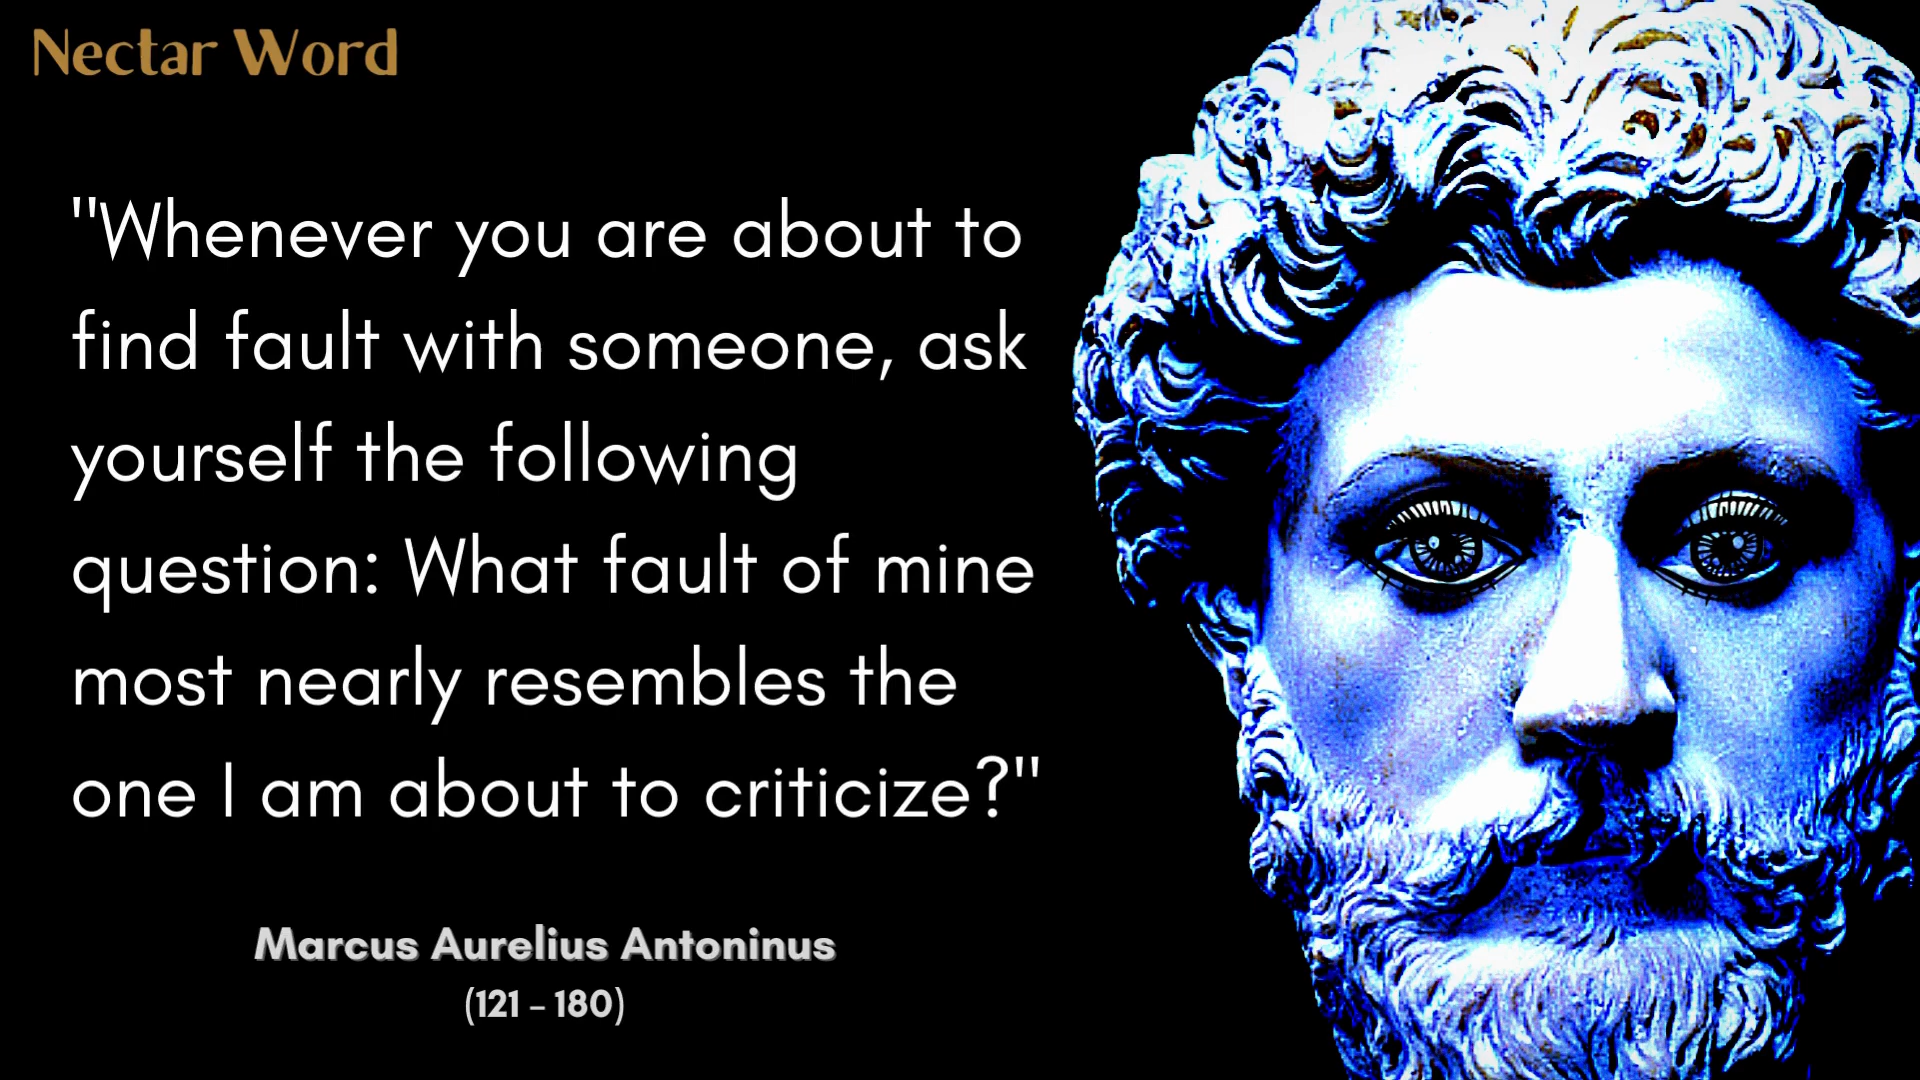 Nectar Word
"Whenever you are about to
find fault with someone, ask
yourself the following
question: What fault of mine
most nearly resembles the
one I am about to criticize?"
Marcus Aurelius Antoninus
(121 – 180)